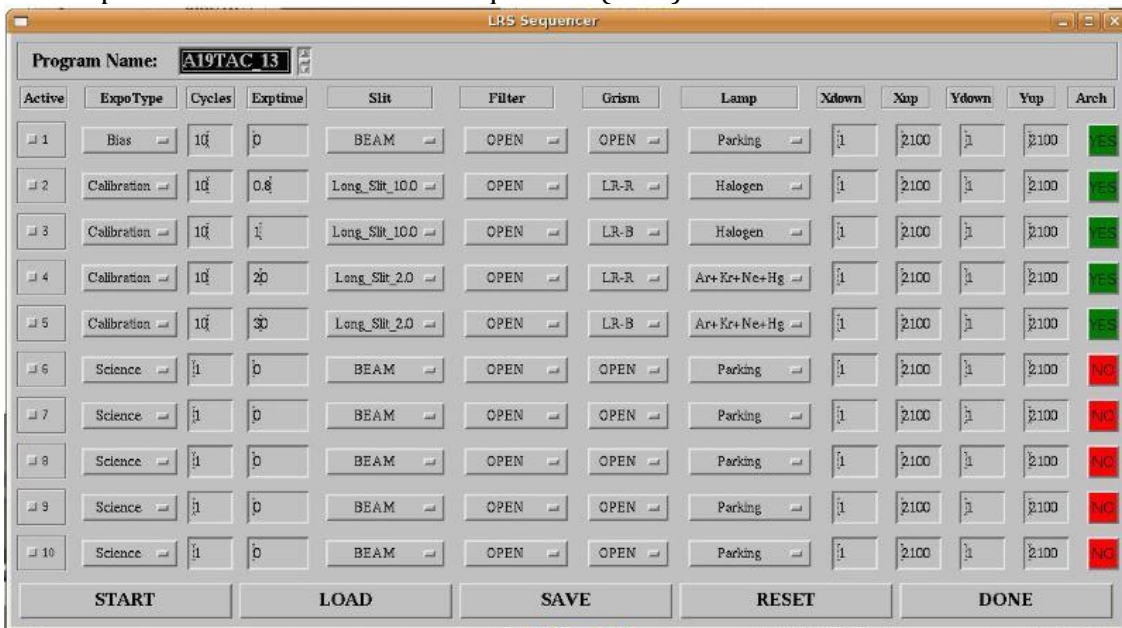 LRS Sequencer
Program Name: A19TAC_13
Active ExpoType Cycles Exptime Slit Filter Grism Lamp Xdown Xup Ydown Yup Arch
1 Bias 10 0 BEAM OPEN OPEN Parking 1 2100 1 2100 YES
2 Calibration 10 0.8 Long_Slit_10.0 OPEN LR-R Halogen 1 2100 1 2100 YES
3 Calibration 10 1 Long_Slit_10.0 OPEN LR-B Halogen 1 2100 1 2100 YES
4 Calibration 10 20 Long_Slit_2.0 OPEN LR-R Ar+Kr+Ne+Hg 1 2100 1 2100 YES
5 Calibration 10 30 Long_Slit_2.0 OPEN LR-B Ar+Kr+Ne+Hg 1 2100 1 2100 YES
6 Science 1 0 BEAM OPEN OPEN Parking 1 2100 1 2100 NO
7 Science 1 0 BEAM OPEN OPEN Parking 1 2100 1 2100 NO
8 Science 1 0 BEAM OPEN OPEN Parking 1 2100 1 2100 NO
9 Science 1 0 BEAM OPEN OPEN Parking 1 2100 1 2100 NO
10 Science 1 0 BEAM OPEN OPEN Parking 1 2100 1 2100 NO
START LOAD SAVE RESET DONE